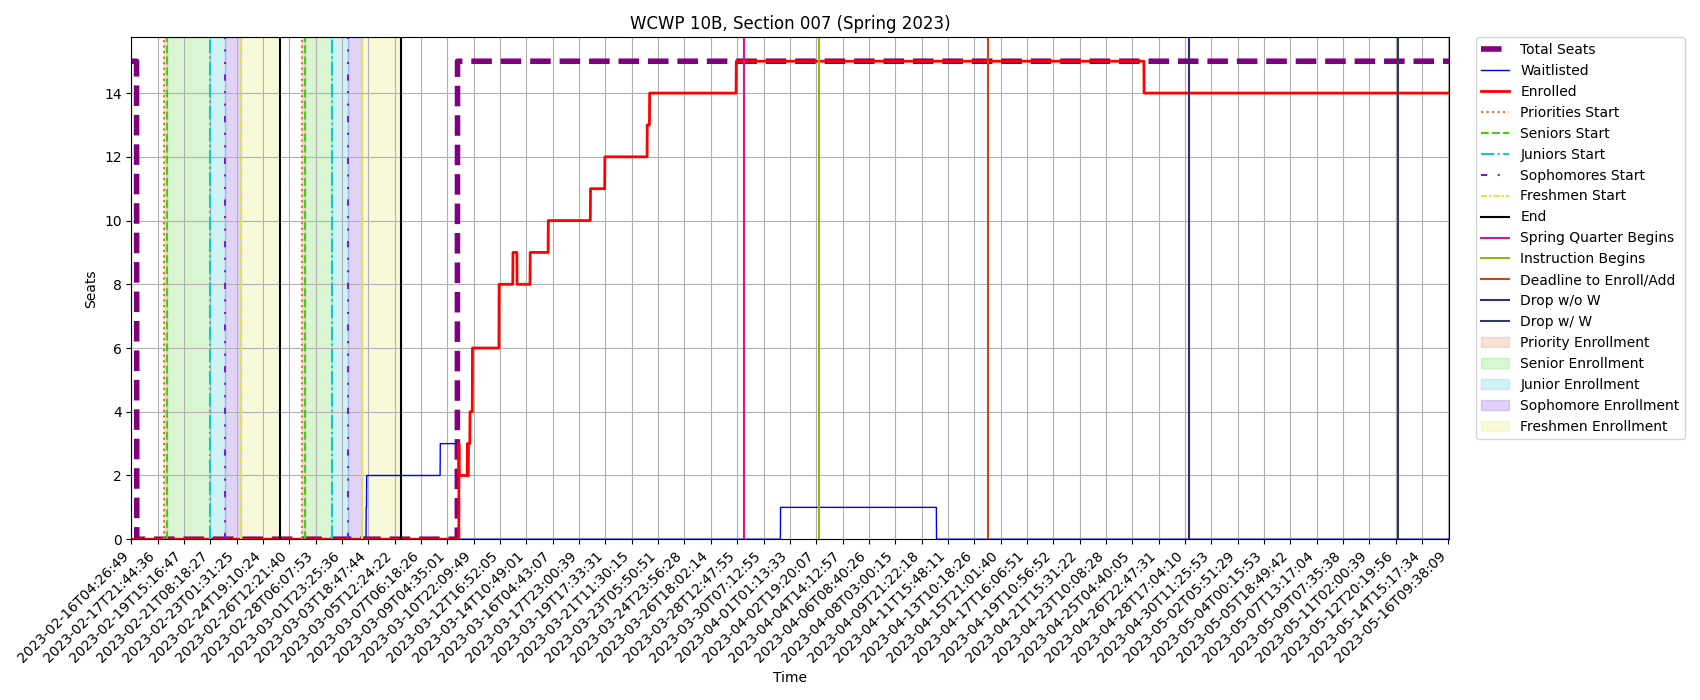 WCWP 10B, Section 007 (Spring 2023)
Seats
14
12
10
8
6
4
2
0
2023-02-16T04:26:49
2023-02-17T21:44:36
2023-02-19T15:16:47
2023-02-21T08:18:27
2023-02-23T01:31:25
2023-02-24T19:10:24
2023-02-26T12:21:40
2023-02-28T06:07:53
2023-03-01T23:25:36
2023-03-03T18:47:44
2023-03-05T12:24:22
2023-03-07T06:18:26
2023-03-09T04:35:01
2023-03-10T22:09:49
2023-03-12T16:52:05
2023-03-14T10:49:01
2023-03-16T04:43:07
2023-03-17T23:00:39
2023-03-19T17:33:31
2023-03-21T11:30:15
2023-03-23T05:50:51
2023-03-24T23:56:28
2023-03-26T18:02:14
2023-03-28T12:47:55
2023-03-30T07:12:55
2023-04-01T01:13:33
2023-04-02T19:20:07
2023-04-04T14:12:57
2023-04-06T08:40:26
2023-04-08T03:00:15
2023-04-09T21:22:18
2023-04-11T15:48:11
2023-04-13T10:18:26
2023-04-15T21:01:40
2023-04-17T16:06:51
2023-04-19T10:56:52
2023-04-21T15:31:22
2023-04-23T10:08:28
2023-04-25T04:40:05
2023-04-26T22:47:31
2023-04-28T17:04:10
2023-04-30T11:25:53
2023-05-02T05:51:29
2023-05-04T00:15:53
2023-05-05T18:49:42
2023-05-07T13:17:04
2023-05-09T07:35:38
2023-05-11T02:00:39
2023-05-12T20:19:56
2023-05-14T15:17:34
2023-05-16T09:38:09
Time
Total Seats
Waitlisted
Enrolled
Priorities Start
Seniors Start
Juniors Start
Sophomores Start
Freshmen Start
End
Spring Quarter Begins
Instruction Begins
Deadline to Enroll/Add
Drop w/o W
Drop w/ W
Priority Enrollment
Senior Enrollment
Junior Enrollment
Sophomore Enrollment
Freshmen Enrollment